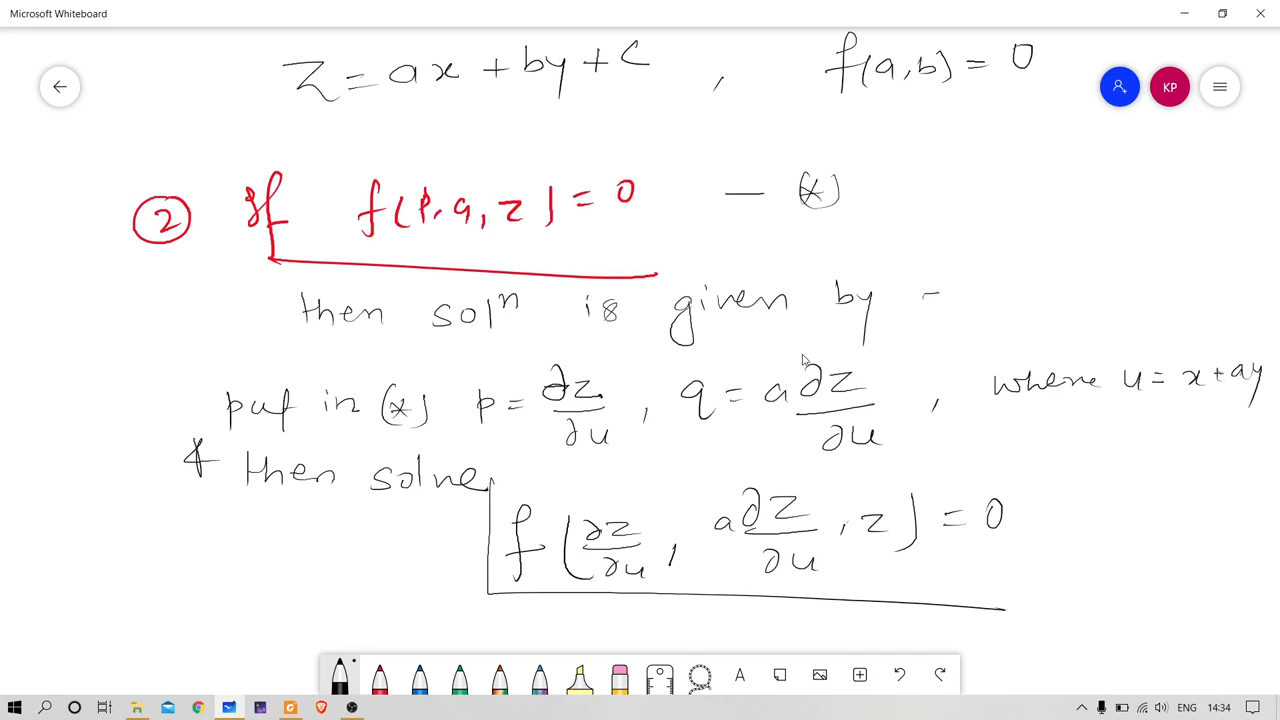 Microsoft Whiteboard
z = ax + by + c , f(a,b) = 0
KP
② If f(p,q,z) = 0 — (*)
then solⁿ is given by -
put in (*) p = ∂z/∂u , q = a ∂z/∂u , where u = x + ay
& then solve
f(∂z/∂u , a ∂z/∂u , z) = 0
A
ENG 14:34